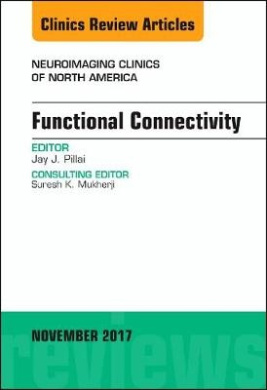 Clinics Review Articles
NEUROIMAGING CLINICS
OF NORTH AMERICA
Functional Connectivity
EDITOR
Jay J. Pillai
CONSULTING EDITOR
Suresh K. Mukherji
NOVEMBER 2017
reviews